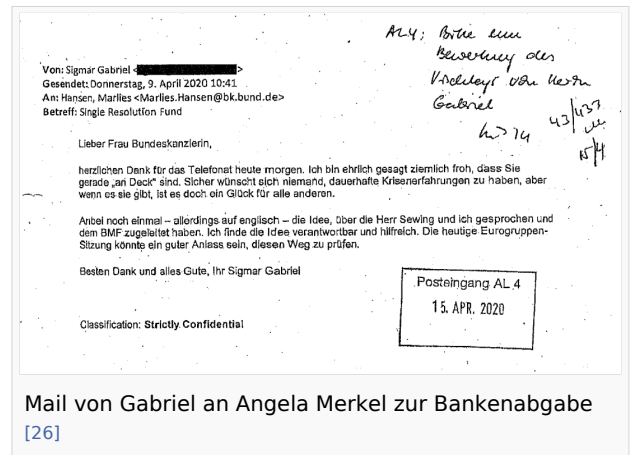 AL4: Bitte um
Bewertung des
Vorschlags von Herrn
Gabriel
43/433
15/4
Von: Sigmar Gabriel < >
Gesendet: Donnerstag, 9. April 2020 10:41
An: Hansen, Marlies <Marlies.Hansen@bk.bund.de>
Betreff: Single Resolution Fund
Lieber Frau Bundeskanzlerin,
herzlichen Dank für das Telefonat heute morgen. Ich bin ehrlich gesagt ziemlich froh, dass Sie
gerade „an Deck“ sind. Sicher wünscht sich niemand, dauerhafte Krisenerfahrungen zu haben, aber
wenn es sie gibt, ist es doch ein Glück für alle anderen.
Anbei noch einmal – allerdings auf englisch – die Idee, über die Herr Sewing und ich gesprochen und
dem BMF zugeleitet haben. Ich finde die Idee verantwortbar und hilfreich. Die heutige Eurogruppen-
Sitzung könnte ein guter Anlass sein, diesen Weg zu prüfen.
Besten Dank und alles Gute, Ihr Sigmar Gabriel
Posteingang AL 4
15. APR. 2020
Classification: Strictly Confidential
Mail von Gabriel an Angela Merkel zur Bankenabgabe
[26]